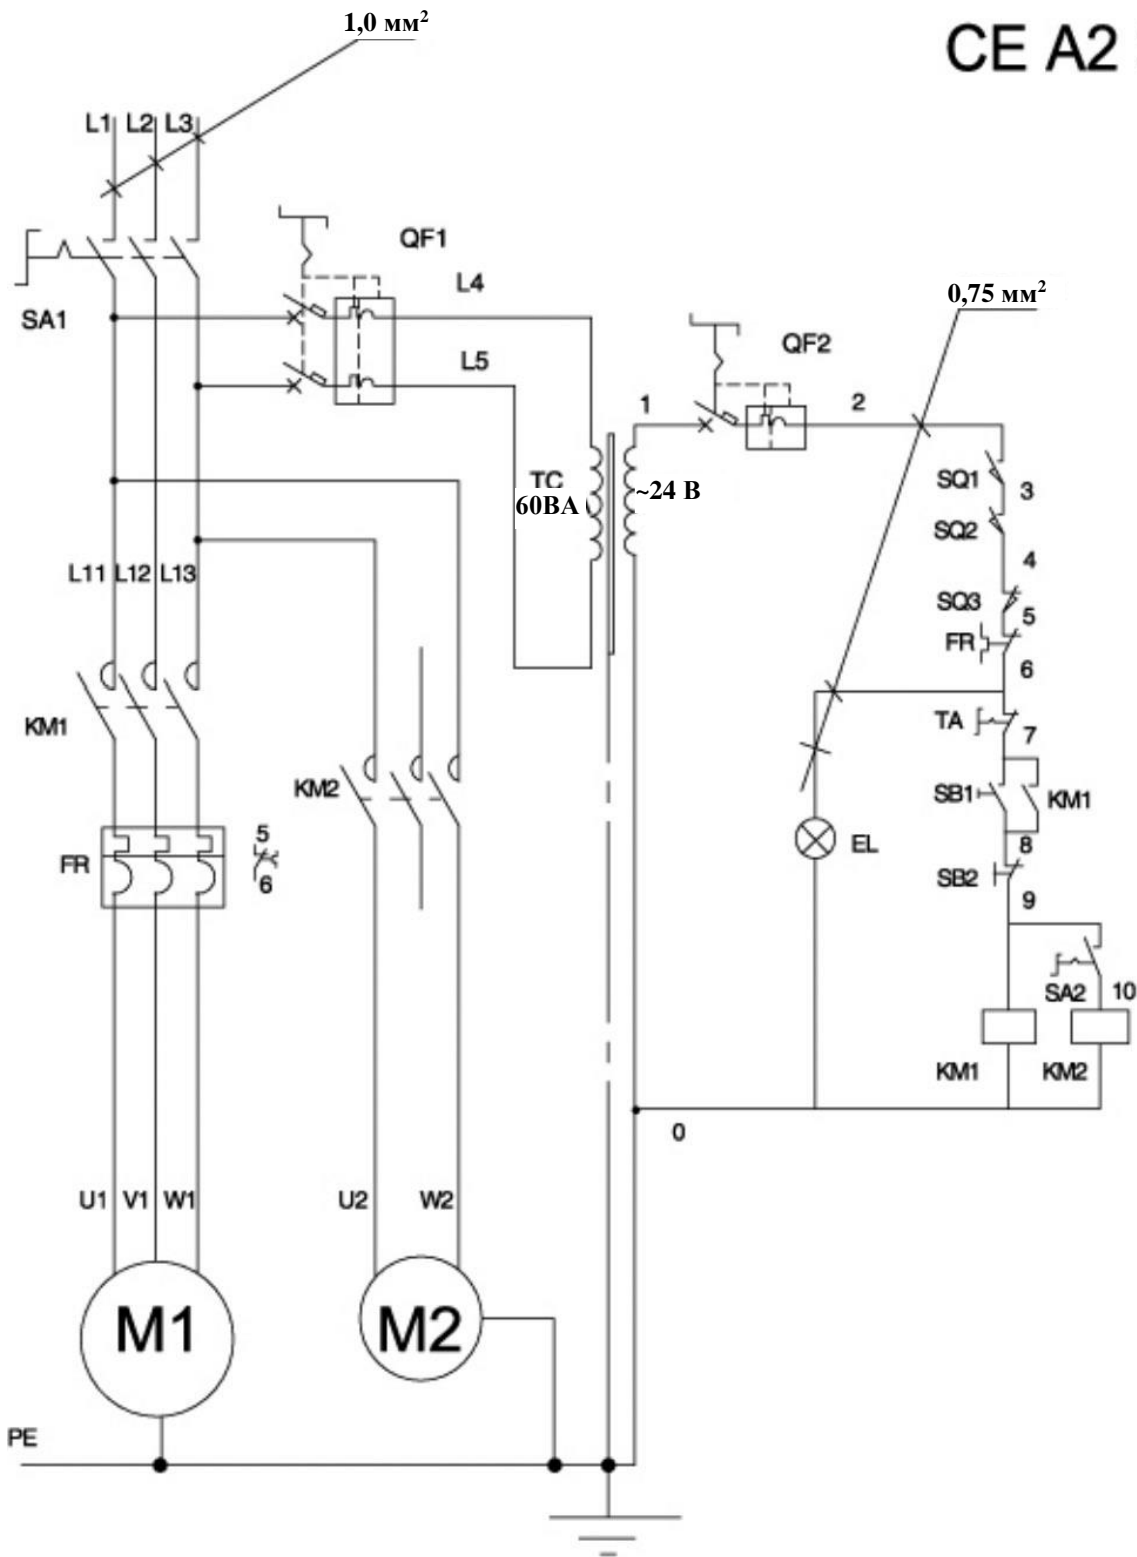 1,0 мм²
CE A2
L1 L2 L3
QF1
L4
SA1
0,75 мм²
QF2
L5
1
2
TC
60ВА
~24 В
SQ1
3
SQ2
4
L11 L12 L13
SQ3
5
FR
6
KM1
TA
7
KM2
SB1
KM1
5
FR
6
EL
8
SB2
9
SA2
10
KM1
KM2
0
U1 V1 W1
U2
W2
M1
M2
PE